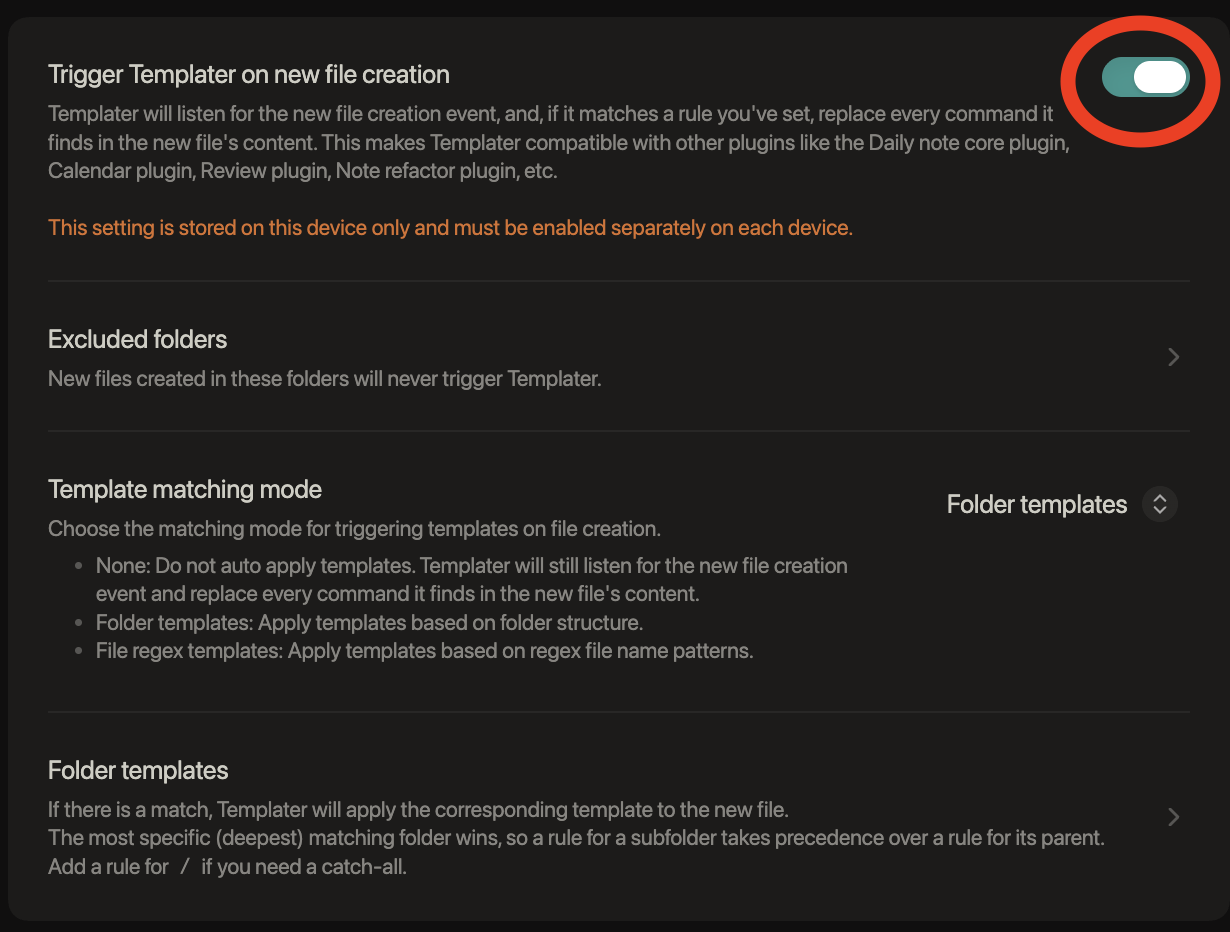 Trigger Templater on new file creation
Templater will listen for the new file creation event, and, if it matches a rule you've set, replace every command it
finds in the new file's content. This makes Templater compatible with other plugins like the Daily note core plugin,
Calendar plugin, Review plugin, Note refactor plugin, etc.
This setting is stored on this device only and must be enabled separately on each device.
Excluded folders
New files created in these folders will never trigger Templater.
Template matching mode
Folder templates
Choose the matching mode for triggering templates on file creation.
• None: Do not auto apply templates. Templater will still listen for the new file creation
event and replace every command it finds in the new file's content.
• Folder templates: Apply templates based on folder structure.
• File regex templates: Apply templates based on regex file name patterns.
Folder templates
If there is a match, Templater will apply the corresponding template to the new file.
The most specific (deepest) matching folder wins, so a rule for a subfolder takes precedence over a rule for its parent.
Add a rule for / if you need a catch-all.